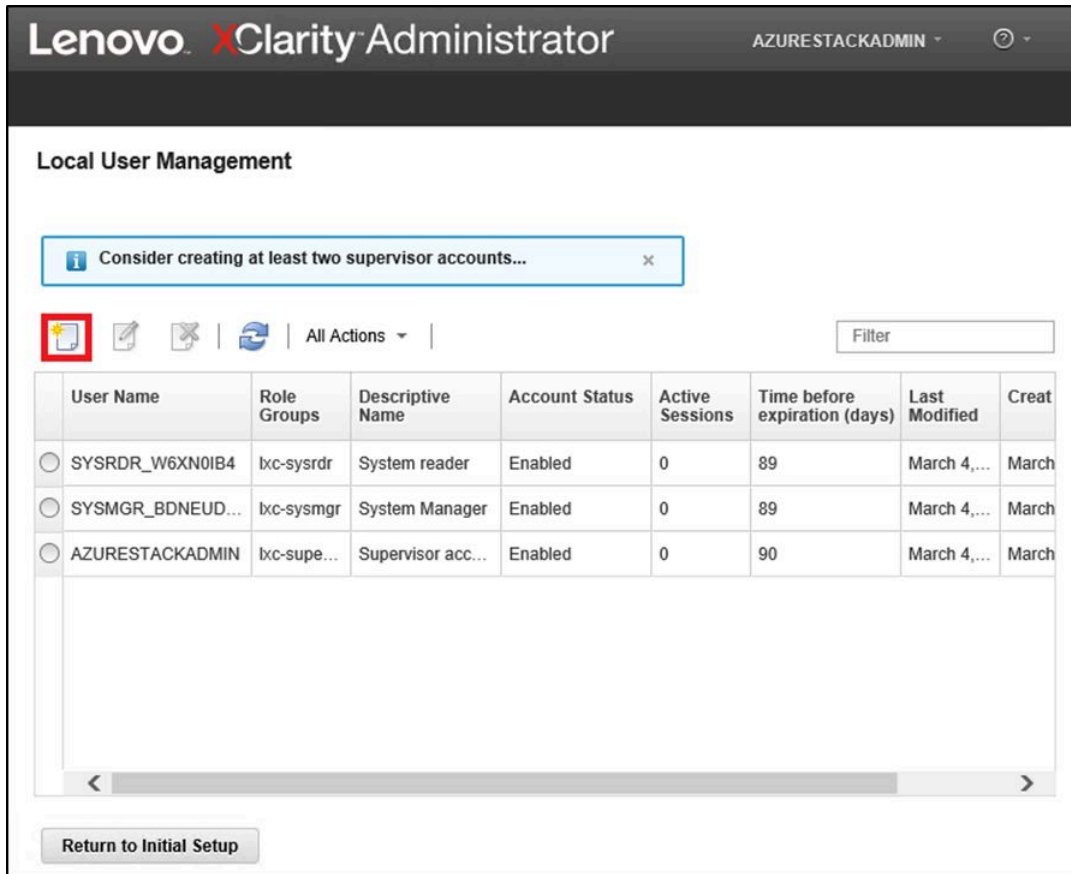 Lenovo. XClarity™ Administrator AZURESTACKADMIN
Local User Management
Consider creating at least two supervisor accounts...
All Actions Filter
User Name Role Groups Descriptive Name Account Status Active Sessions Time before expiration (days) Last Modified Creat
SYSRDR_W6XN0IB4 lxc-sysrdr System reader Enabled 0 89 March 4,... March
SYSMGR_BDNEUD... lxc-sysmgr System Manager Enabled 0 89 March 4,... March
AZURESTACKADMIN lxc-supe... Supervisor acc... Enabled 0 90 March 4,... March
Return to Initial Setup